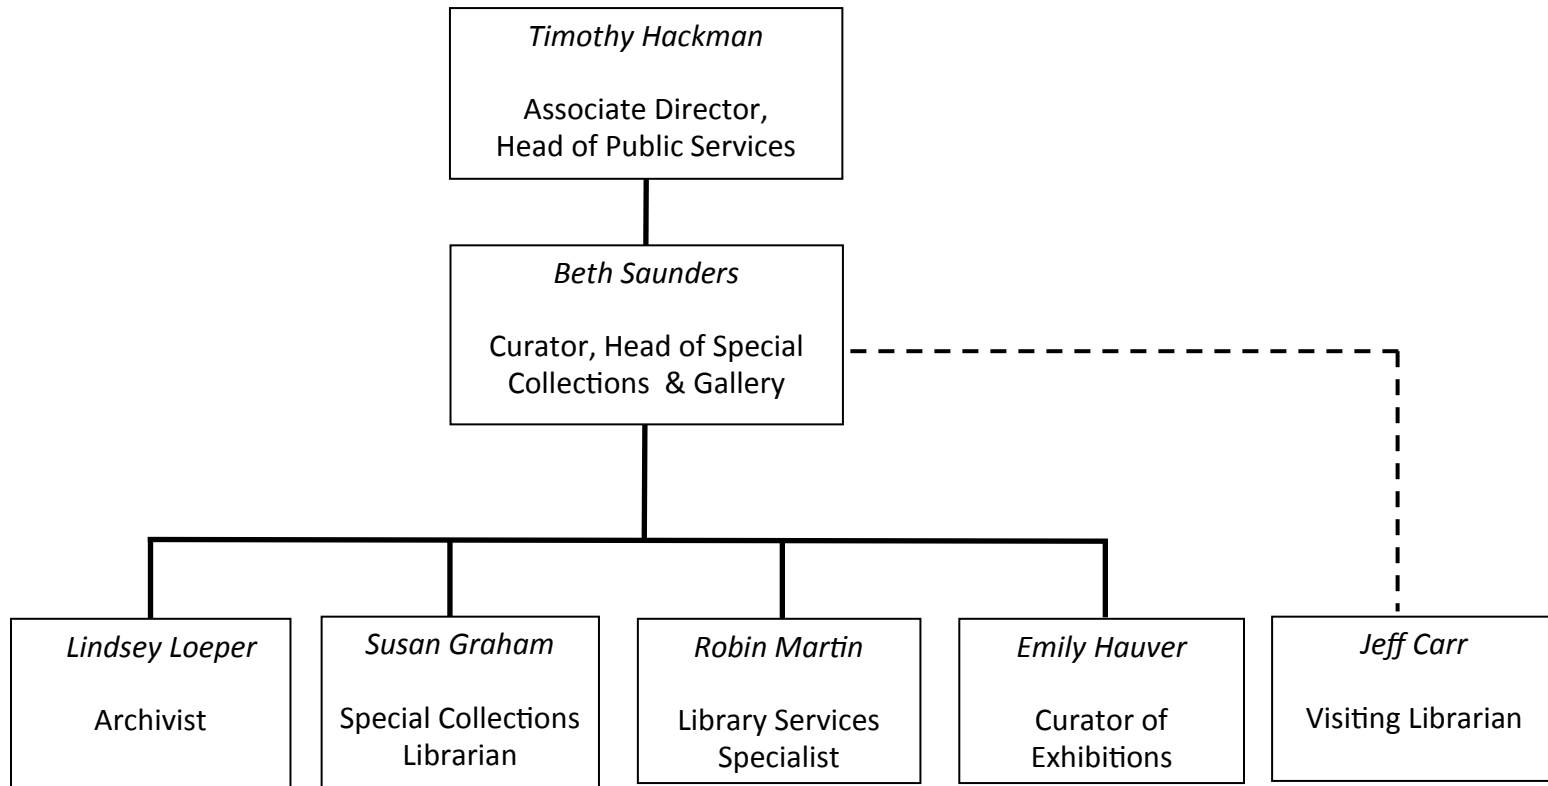 Timothy Hackman
Associate Director,
Head of Public Services
Beth Saunders
Curator, Head of Special
Collections & Gallery
Lindsey Loeper
Archivist
Susan Graham
Special Collections
Librarian
Robin Martin
Library Services
Specialist
Emily Hauver
Curator of
Exhibitions
Jeff Carr
Visiting Librarian